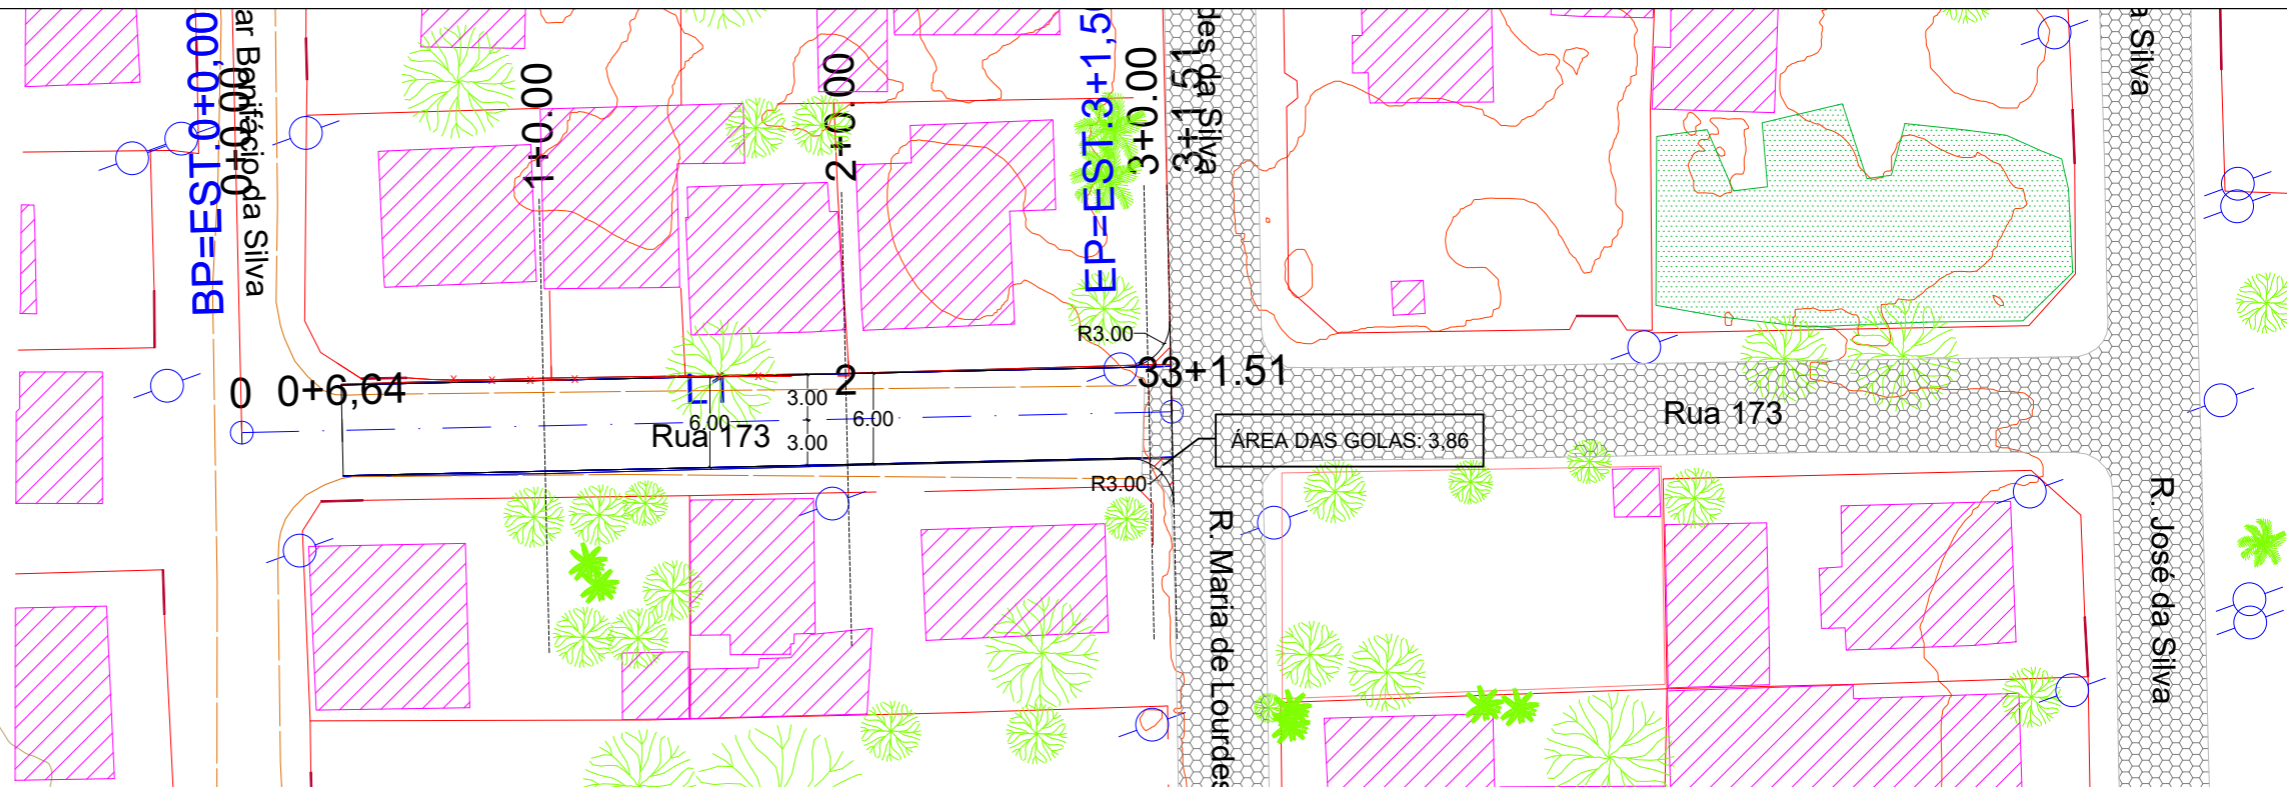 BP=EST.0+0,00
0+0.00
ar Bonifácio da Silva
1+0.00
2+0.00
EP=EST.3+1,5
3+0.00
3+1.51
des da Silva
a Silva
R3.00
0
0+6,64
L1
6.00
3.00
3.00
2
6.00
33+1.51
Rua 173
ÁREA DAS GOLAS: 3,86
Rua 173
R3.00
R. Maria de Lourdes
R. José da Silva